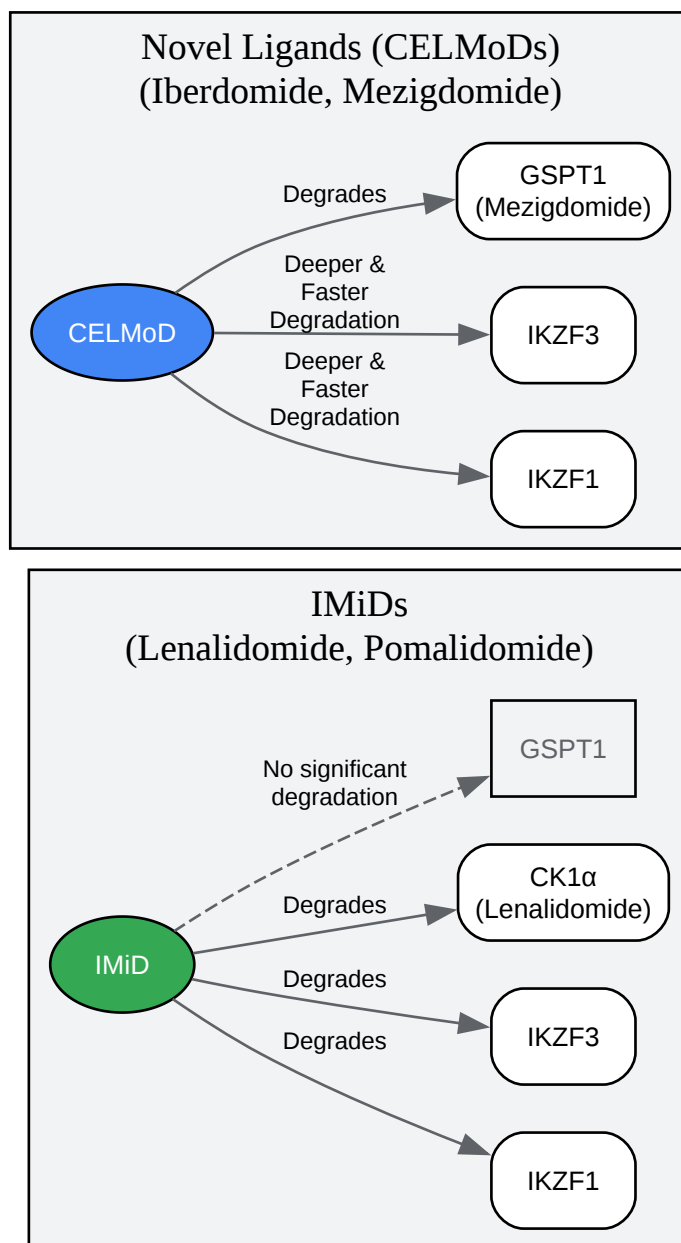 Novel Ligands (CELMoDs)
(Iberdomide, Mezigdomide)
Degrades
GSPT1
(Mezigdomide)
CELMoD
Deeper &
Faster
Degradation
IKZF3
Deeper &
Faster
Degradation
IKZF1
IMiDs
(Lenalidomide, Pomalidomide)
No significant
degradation
GSPT1
Degrades
CK1α
(Lenalidomide)
IMiD
Degrades
IKZF3
Degrades
IKZF1